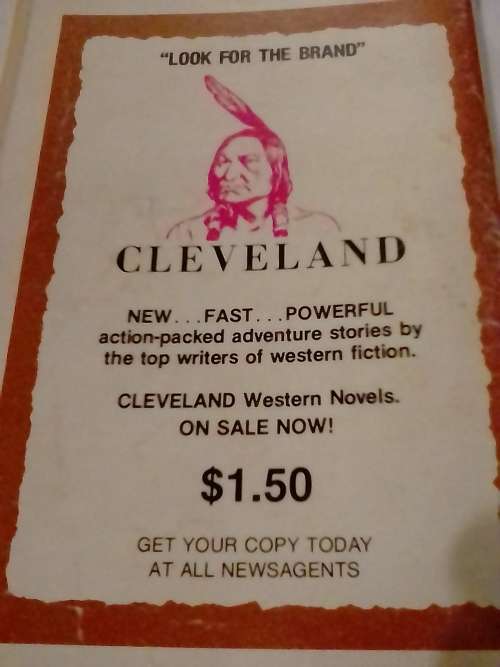 "LOOK FOR THE BRAND"
CLEVELAND
NEW...FAST...POWERFUL
action-packed adventure stories by
the top writers of western fiction.
CLEVELAND Western Novels.
ON SALE NOW!
$1.50
GET YOUR COPY TODAY
AT ALL NEWSAGENTS